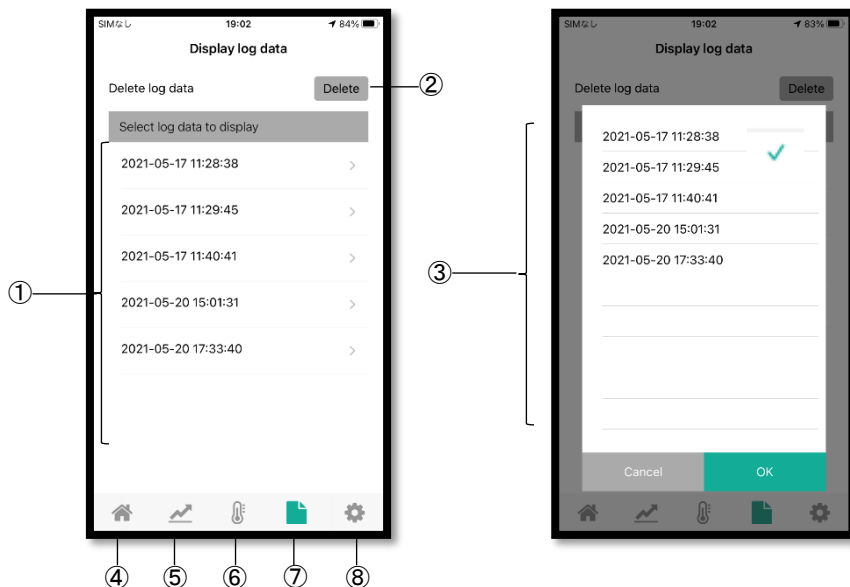 SIMなし 19:02 84%
Display log data
Delete log data Delete ②
Select log data to display
①
2021-05-17 11:28:38
2021-05-17 11:29:45
2021-05-17 11:40:41
2021-05-20 15:01:31
2021-05-20 17:33:40
④ ⑤ ⑥ ⑦ ⑧
SIMなし 19:02 83%
Display log data
Delete log data Delete
③
2021-05-17 11:28:38
2021-05-17 11:29:45
2021-05-17 11:40:41
2021-05-20 15:01:31
2021-05-20 17:33:40
Cancel OK